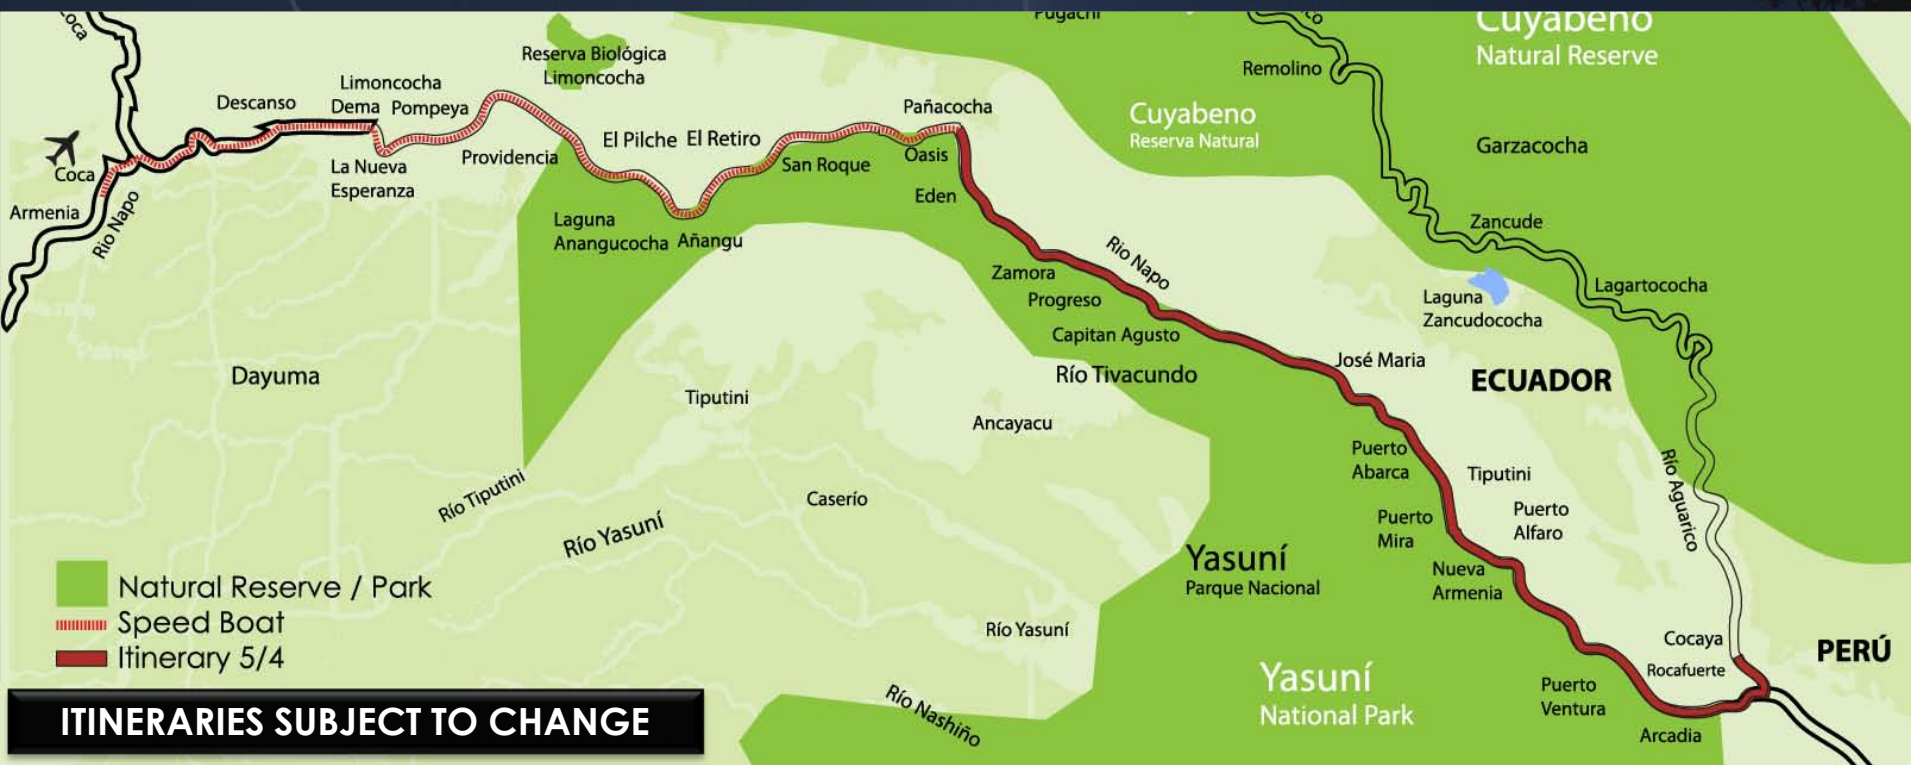 Coca
Pugachi
Cuyabeno
Natural Reserve
Remolino
Reserva Biológica
Limoncocha
Limoncocha
Dema
Pompeya
Descanso
Pañacocha
Cuyabeno
Reserva Natural
Garzacocha
El Pilche
El Retiro
Providencia
San Roque
Oasis
Coca
La Nueva
Esperanza
Armenia
Rio Napo
Eden
Laguna
Anangucocha
Añangu
Zancude
Rio Napo
Zamora
Progreso
Lagartococha
Laguna
Zancudococha
Capitan Agusto
José Maria
Río Tivacundo
Dayuma
ECUADOR
Tiputini
Ancayacu
Puerto
Abarca
Tiputini
Río Aguarico
Río Tiputini
Caserío
Río Yasuní
Puerto
Mira
Puerto
Alfaro
Yasuní
Parque Nacional
Nueva
Armenia
Natural Reserve / Park
Speed Boat
Itinerary 5/4
Río Yasuní
Cocaya
PERÚ
Rocafuerte
Yasuní
National Park
Puerto
Ventura
Río Nashiño
Arcadia
ITINERARIES SUBJECT TO CHANGE